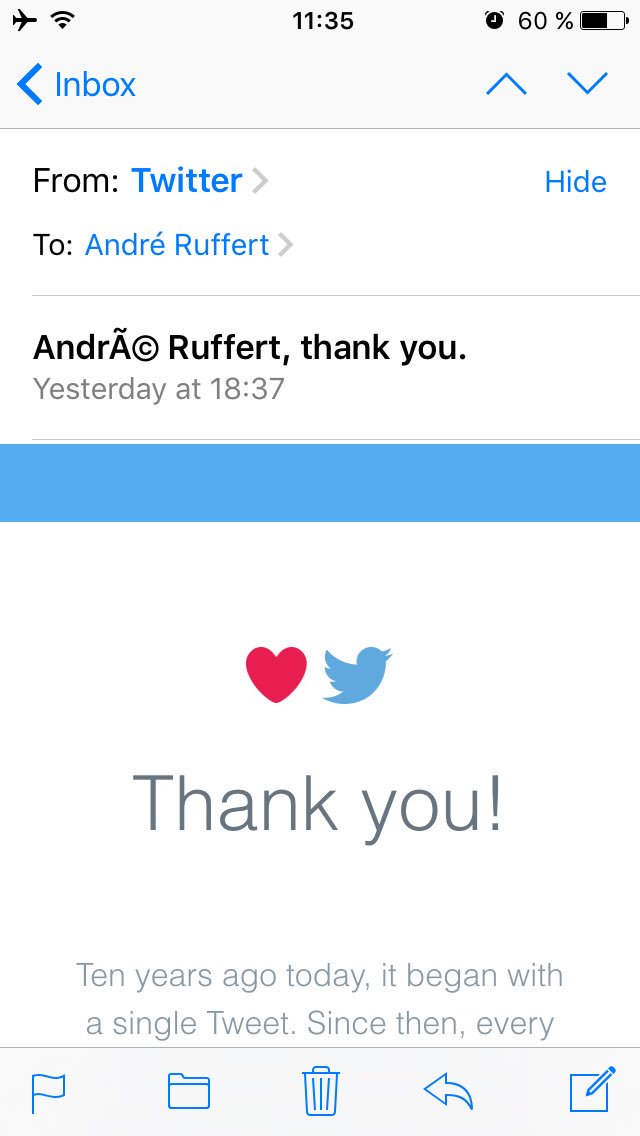 11:35 60 %
Inbox
From: Twitter Hide
To: André Ruffert
AndrÃ© Ruffert, thank you.
Yesterday at 18:37
Thank you!
Ten years ago today, it began with
a single Tweet. Since then, every